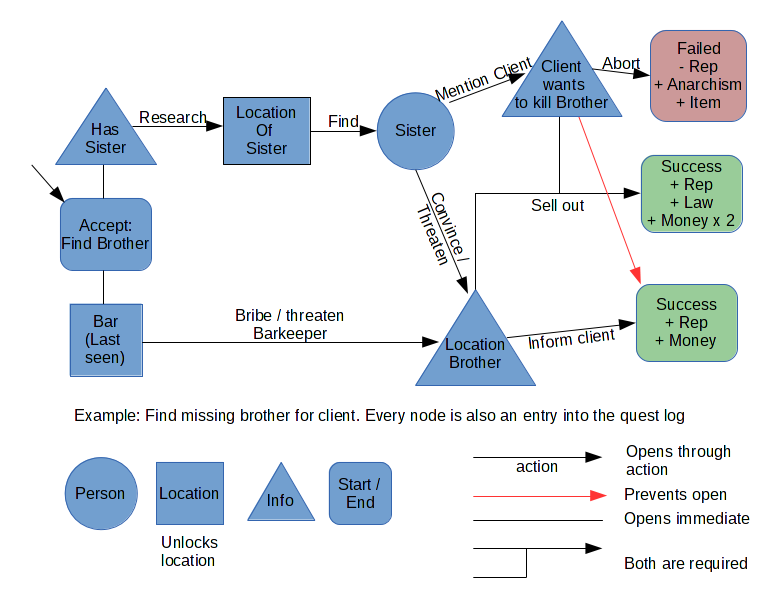 Failed
- Rep
+ Anarchism
+ Item
Abort
Client
wants
to kill Brother
Mention Client
Has
Sister
Research
Location
Of
Sister
Find
Sister
Success
+ Rep
+ Law
+ Money x 2
Sell out
Convince /
Threaten
Accept:
Find Brother
Bar
(Last
seen)
Bribe / threaten
Barkeeper
Location
Brother
Inform client
Success
+ Rep
+ Money
Example: Find missing brother for client. Every node is also an entry into the quest log
Person
Location
Info
Start /
End
Unlocks
location
action
Opens through
action
Prevents open
Opens immediate
Both are required